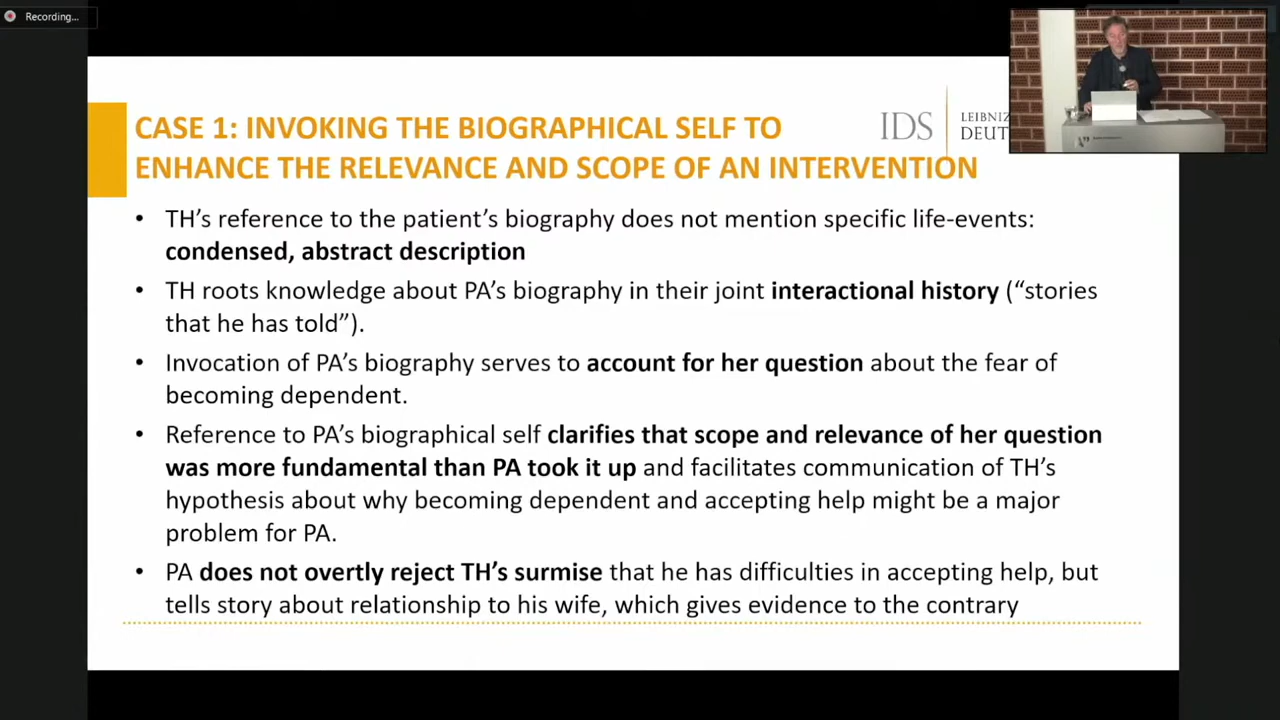 Recording...
CASE 1: INVOKING THE BIOGRAPHICAL SELF TO
ENHANCE THE RELEVANCE AND SCOPE OF AN INTERVENTION
IDS
LEIBNIZ
DEUT
• TH’s reference to the patient’s biography does not mention specific life-events:
condensed, abstract description
• TH roots knowledge about PA’s biography in their joint interactional history (“stories
that he has told”).
• Invocation of PA’s biography serves to account for her question about the fear of
becoming dependent.
• Reference to PA’s biographical self clarifies that scope and relevance of her question
was more fundamental than PA took it up and facilitates communication of TH’s
hypothesis about why becoming dependent and accepting help might be a major
problem for PA.
• PA does not overtly reject TH’s surmise that he has difficulties in accepting help, but
tells story about relationship to his wife, which gives evidence to the contrary